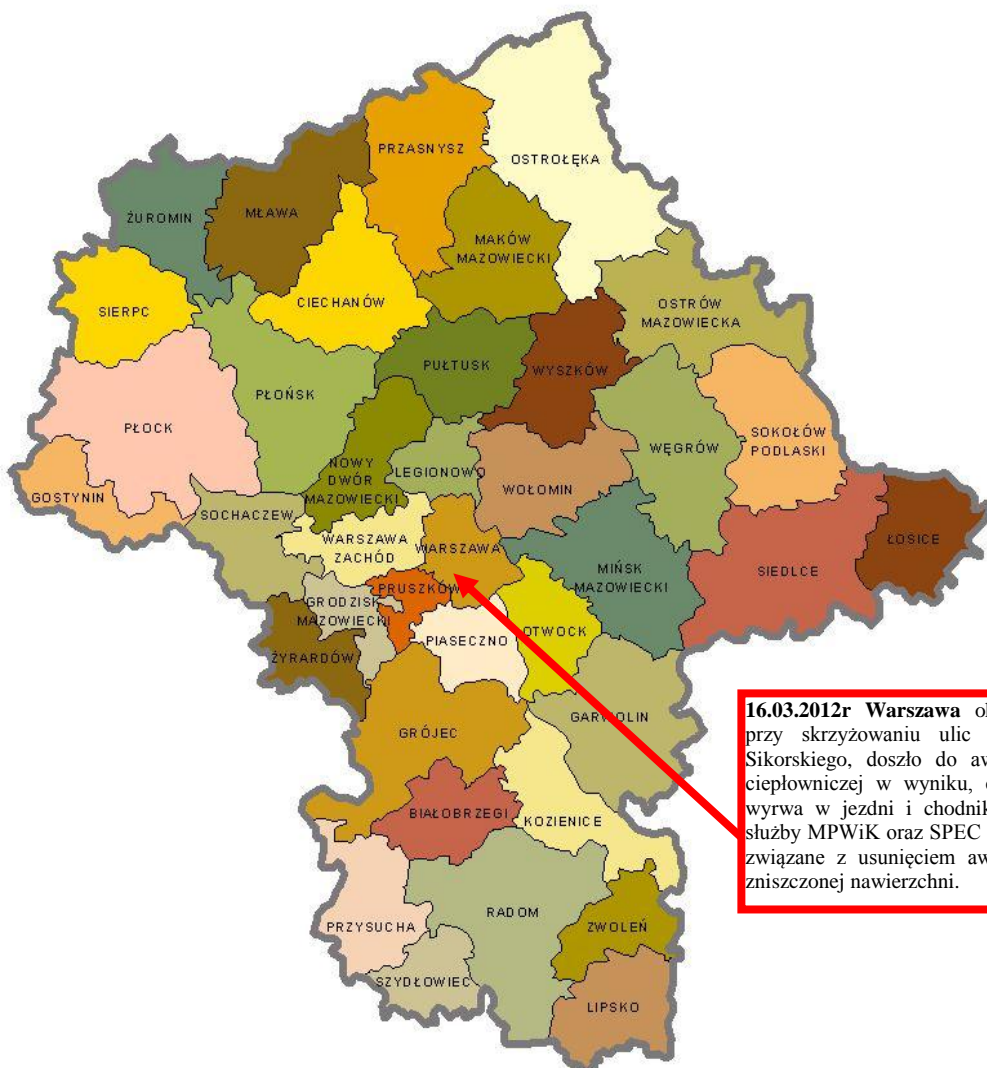 PRZASNYSZ
OSTROŁĘKA
ŻUROMIN
MŁAWA
MAKÓW
MAZOWIECKI
SIERPC
CIECHANÓW
OSTRÓW
MAZOWIECKA
PŁOCK
PŁOŃSK
PUŁTUSK
WYSZKÓW
WĘGRÓW
SOKOŁÓW
PODLASKI
GOSTYNIN
NOWY
DWÓR
MAZOWIECKI
LEGIONOWO
WOŁOMIN
SOCHACZEW
WARSZAWA
ZACHÓD
WARSZAWA
MIŃSK
MAZOWIECKI
SIEDLCE
ŁOSICE
GRODZISK
MAZOWIECKI
PRUSZKÓW
PIASECZNO
OTWOCK
ŻYRARDÓW
GRÓJEC
GARWOLIN
BIAŁOBRZEGI
KOZIENICE
PRZYSUCHA
RADOM
ZWOLEŃ
SZYDŁOWIEC
LIPSKO
16.03.2012r Warszawa
przy skrzyżowaniu ulic
Sikorskiego, doszło do
ciepłowniczej w wyniku,
wyrwa w jezdni i
służby MPWiK oraz SPEC
związane z usunięciem
zniszczonej nawierzchni.